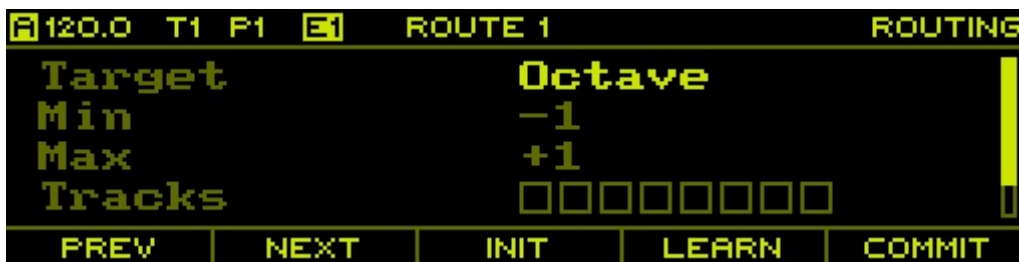 A 120.0 T1 P1 E1 ROUTE 1 ROUTING
Target Octave
Min -1
Max +1
Tracks
PREV NEXT INIT LEARN COMMIT